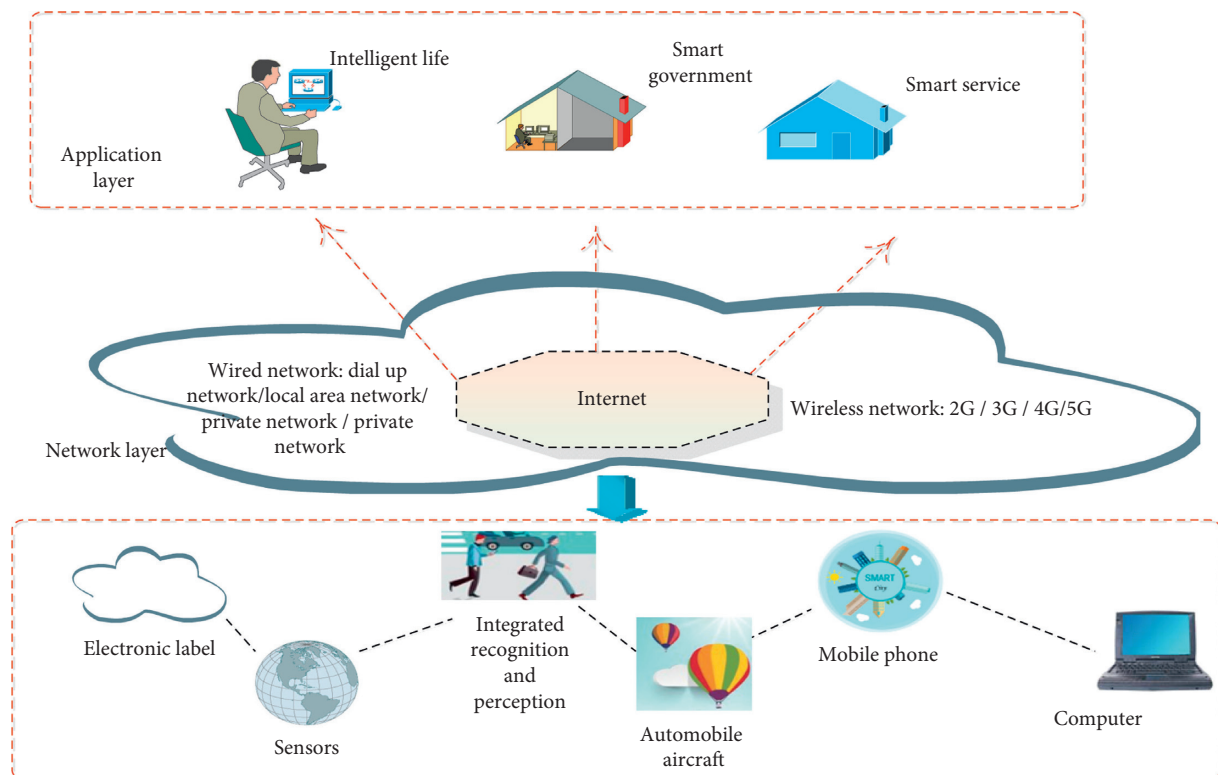 Intelligent life
Smart
government
Smart service
Application
layer
Wired network: dial up
network/local area network/
private network / private
network
Internet
Wireless network: 2G / 3G / 4G/5G
Network layer
SMART
City
Electronic label
Sensors
Integrated
recognition
and
perception
Automobile
aircraft
Mobile phone
Computer